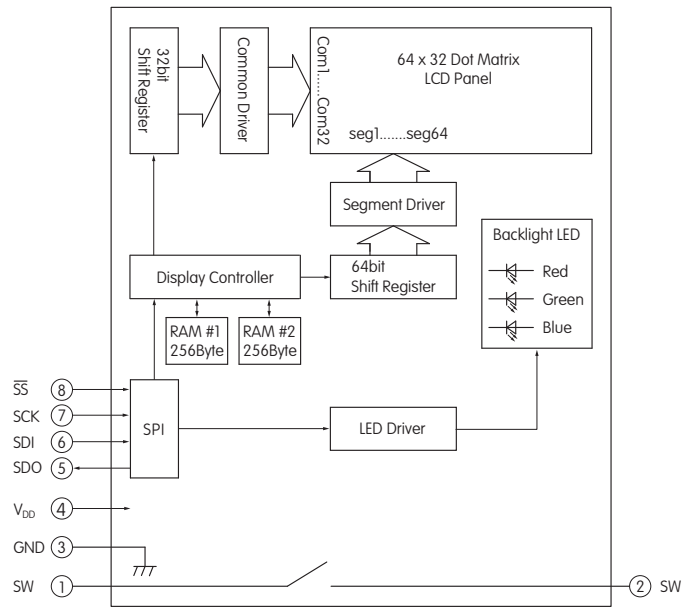 32bit
Shift Register
Common Driver
Com1......Com32
64 x 32 Dot Matrix
LCD Panel
seg1.......seg64
Segment Driver
Backlight LED
Red
Green
Blue
Display Controller
64bit
Shift Register
RAM #1
256Byte
RAM #2
256Byte
SS 8
SCK 7
SDI 6
SDO 5
SPI
LED Driver
VDD 4
GND 3
SW 1
2 SW